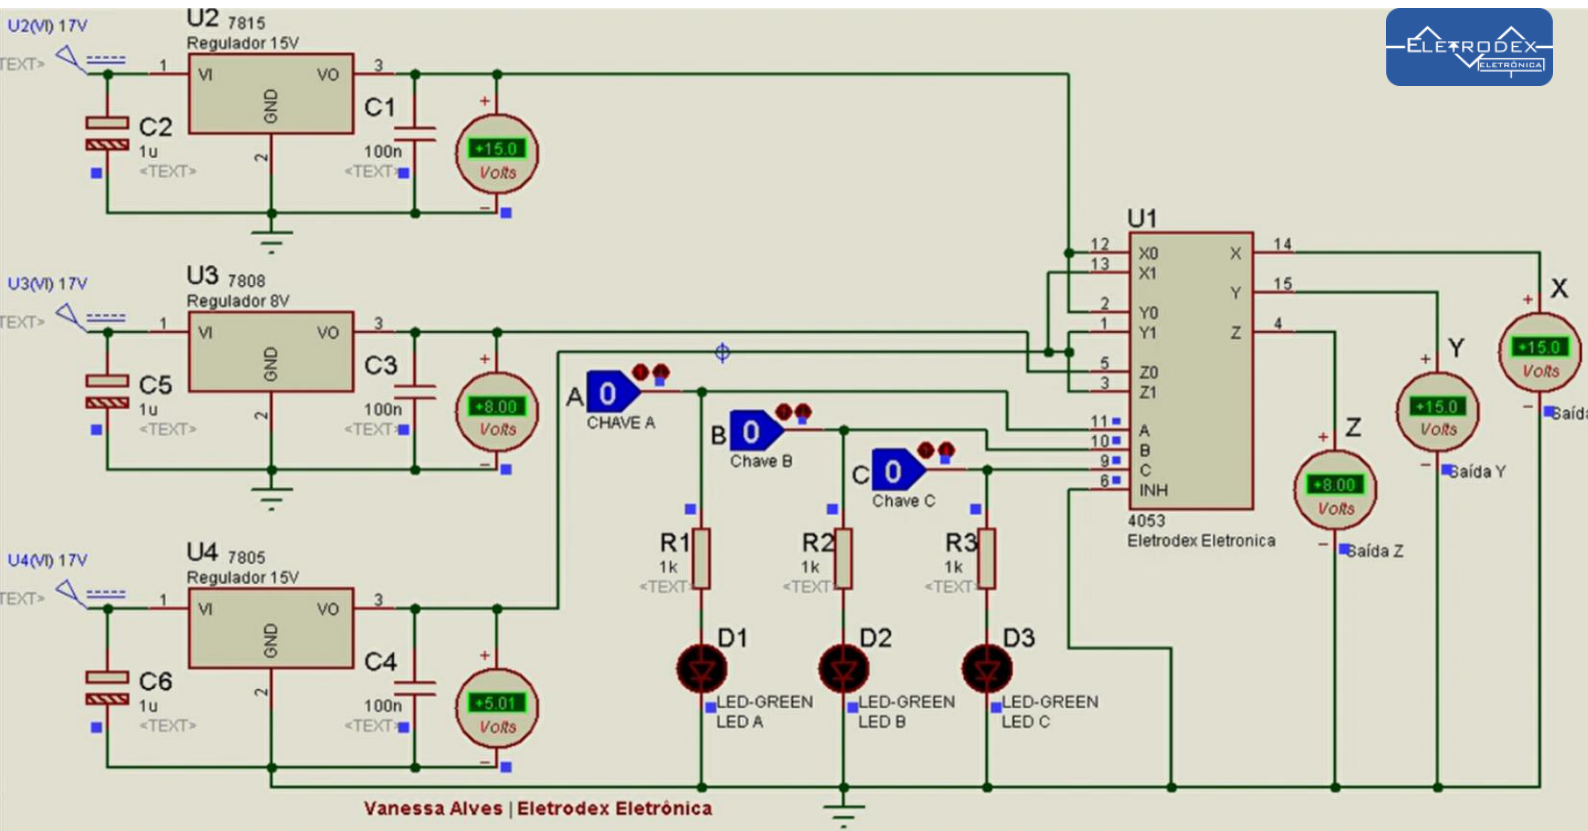 ELETRODEX
ELETRÔNICA
U2(VI) 17V
TEXT>
U2 7815
Regulador 15V
1 VI VO 3
GND
2
C2
1u
<TEXT>
C1
100n
<TEXT>
+
+15.0
Volts
−
U3(VI) 17V
TEXT>
U3 7808
Regulador 8V
1 VI VO 3
GND
2
C5
1u
<TEXT>
C3
100n
<TEXT>
+
+8.00
Volts
−
U4(VI) 17V
TEXT>
U4 7805
Regulador 15V
1 VI VO 3
GND
2
C6
1u
<TEXT>
C4
100n
<TEXT>
+
+5.01
Volts
−
A 0
CHAVE A
B 0
Chave B
C 0
Chave C
R1
1k
<TEXT>
R2
1k
<TEXT>
R3
1k
<TEXT>
D1
LED-GREEN
LED A
D2
LED-GREEN
LED B
D3
LED-GREEN
LED C
U1
12 X0 X 14
13 X1
Y 15
2 Y0
1 Y1 Z 4
5 Z0
3 Z1
11 A
10 B
9 C
6 INH
4053
Eletrodex Eletronica
X
+
+15.0
Volts
−
Saída
Y
+
+15.0
Volts
−
Saída Y
Z
+
+8.00
Volts
−
Saída Z
Vanessa Alves | Eletrodex Eletrônica